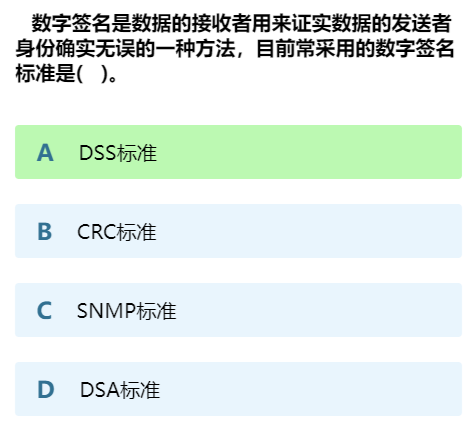 数字签名是数据的接收者用来证实数据的发送者
身份确实无误的一种方法，目前常采用的数字签名
标准是( )。
A DSS标准
B CRC标准
C SNMP标准
D DSA标准